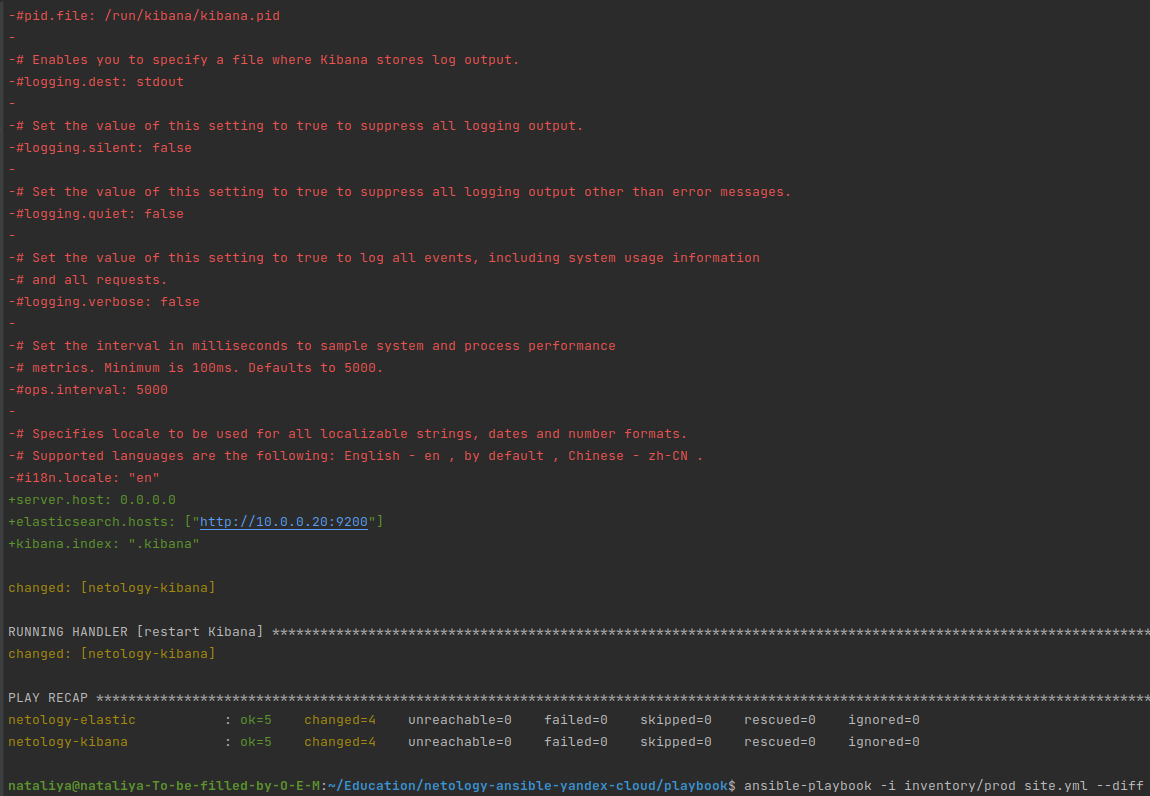 -#pid.file: /run/kibana/kibana.pid
-
-# Enables you to specify a file where Kibana stores log output.
-#logging.dest: stdout
-
-# Set the value of this setting to true to suppress all logging output.
-#logging.silent: false
-
-# Set the value of this setting to true to suppress all logging output other than error messages.
-#logging.quiet: false
-
-# Set the value of this setting to true to log all events, including system usage information
-# and all requests.
-#logging.verbose: false
-
-# Set the interval in milliseconds to sample system and process performance
-# metrics. Minimum is 100ms. Defaults to 5000.
-#ops.interval: 5000
-
-# Specifies locale to be used for all localizable strings, dates and number formats.
-# Supported languages are the following: English - en , by default , Chinese - zh-CN .
-#i18n.locale: "en"
+server.host: 0.0.0.0
+elasticsearch.hosts: ["http://10.0.0.20:9200"]
+kibana.index: ".kibana"
changed: [netology-kibana]
RUNNING HANDLER [restart Kibana] **************************************************************************************************************
changed: [netology-kibana]
PLAY RECAP ************************************************************************************************************************************
netology-elastic : ok=5 changed=4 unreachable=0 failed=0 skipped=0 rescued=0 ignored=0
netology-kibana : ok=5 changed=4 unreachable=0 failed=0 skipped=0 rescued=0 ignored=0
nataliya@nataliya-To-be-filled-by-O-E-M:~/Education/netology-ansible-yandex-cloud/playbook$ ansible-playbook -i inventory/prod site.yml --diff